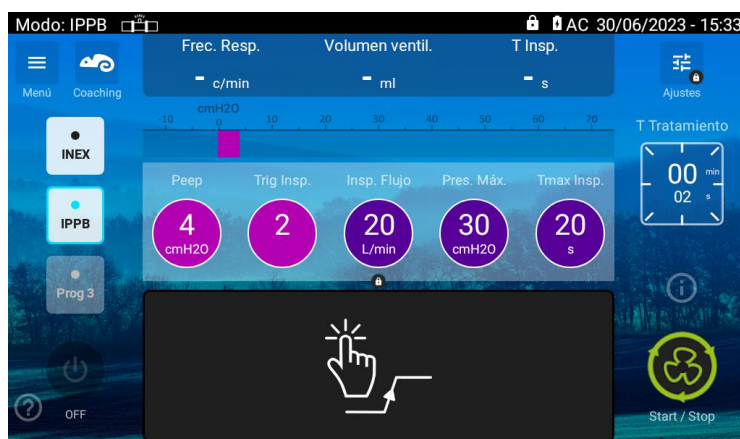 Modo: IPPB
AC 30/06/2023 - 15:33
Menú
Coaching
Frec. Resp.
- c/min
Volumen ventil.
- ml
T Insp.
- s
Ajustes
cmH2O
-10 0 10 20 30 40 50 60 70
INEX
IPPB
Prog 3
OFF
Peep
4
cmH2O
Trig Insp.
2
Insp. Flujo
20
L/min
Pres. Máx.
30
cmH2O
Tmax Insp.
20
s
T Tratamiento
00 min
02 s
Start / Stop